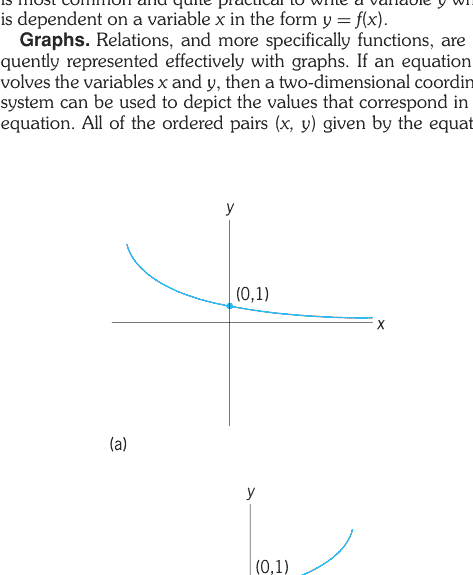 is most common and quite practical to write a variable y wh
is dependent on a variable x in the form y = f(x).
Graphs. Relations, and more specifically functions, are
quently represented effectively with graphs. If an equation
volves the variables x and y, then a two-dimensional coordin
system can be used to depict the values that correspond in
equation. All of the ordered pairs (x, y) given by the equat
y
(0,1)
x
(a)
y
(0,1)